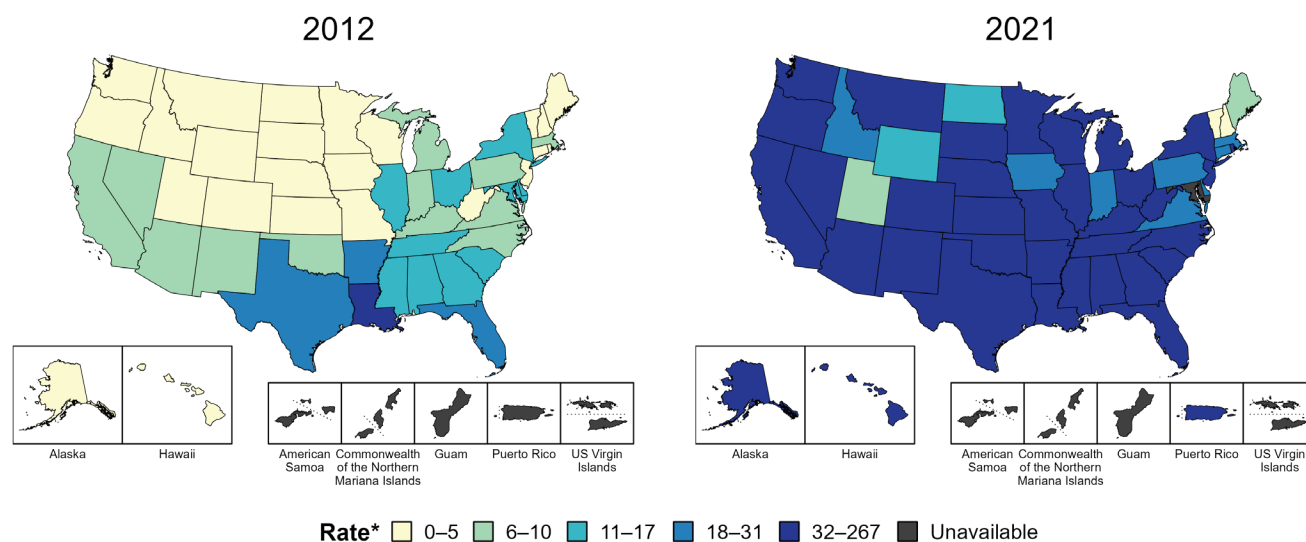 2012
2021
Alaska
Hawaii
American
Samoa
Commonwealth
of the Northern
Mariana Islands
Guam
Puerto Rico
US Virgin
Islands
Alaska
Hawaii
American
Samoa
Commonwealth
of the Northern
Mariana Islands
Guam
Puerto Rico
US Virgin
Islands
Rate* 0–5 6–10 11–17 18–31 32–267 Unavailable